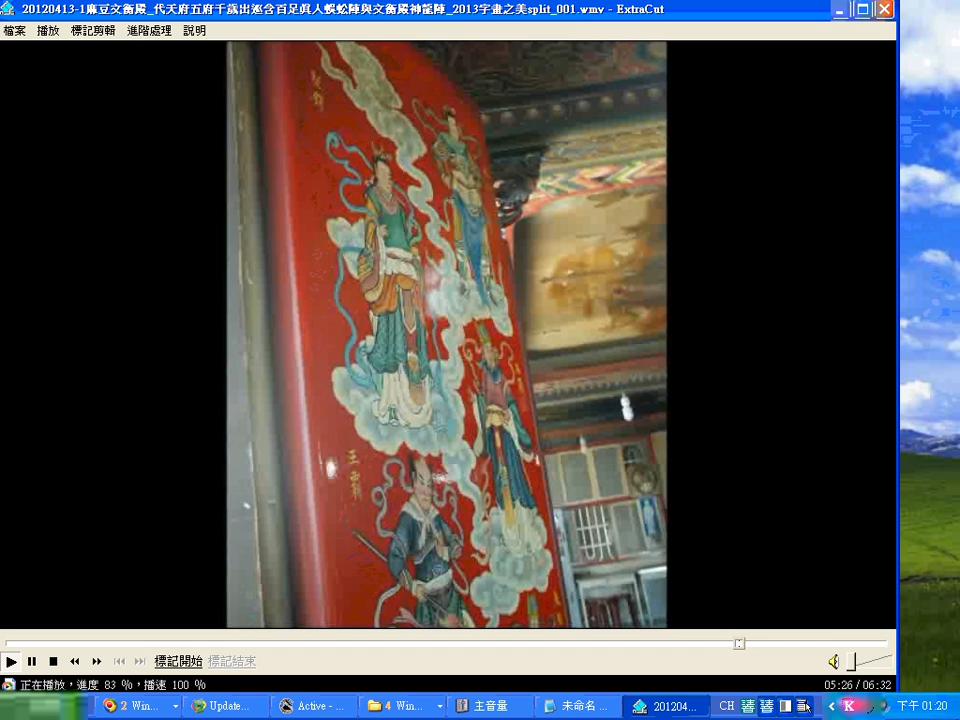 20120413-1麻豆文衡殿_代天府五府千歲出巡含百足真人蜈蚣陣與文衡殿神龍陣_2013字畫之美split_001.wmv - ExtraCut
檔案 播放 標記剪輯 進階處理 說明
王霸
標記開始 標記結束
正在播放，進度 83 %，播速 100 %
05:26 / 06:32
2 Win...
Update...
Active - ...
4 Win...
主音量
未命名 ...
201204...
CH
K
下午 01:20